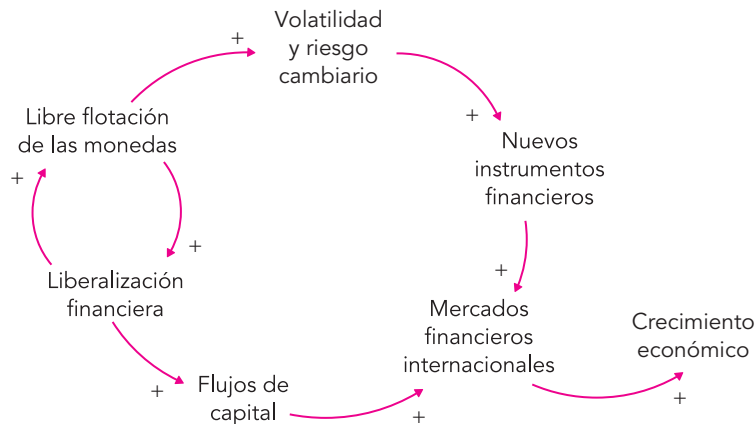 Volatilidad
y riesgo
cambiario
+
Libre flotación
de las monedas
+
+
Nuevos
instrumentos
financieros
+
+
Liberalización
financiera
+
Mercados
financieros
internacionales
Crecimiento
económico
+
Flujos de
capital
+
+